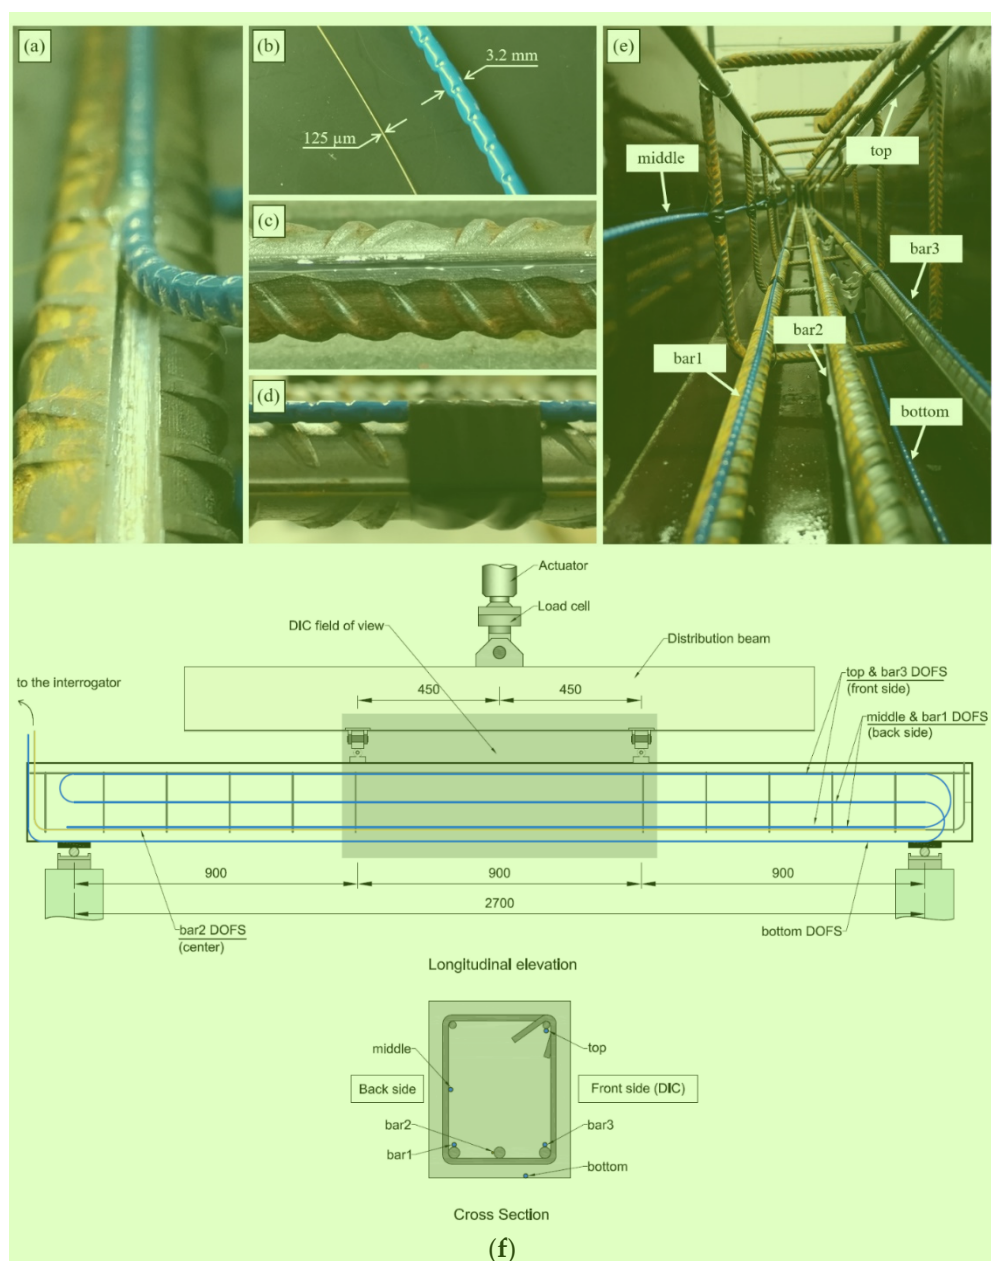 (a)
(b)
3.2 mm
125 µm
(c)
(d)
(e)
top
middle
bar3
bar2
bar1
bottom
Actuator
Load cell
DIC field of view
Distribution beam
to the interrogator
450
450
top & bar3 DOFS
(front side)
middle & bar1 DOFS
(back side)
900
900
900
2700
bar2 DOFS
(center)
bottom DOFS
Longitudinal elevation
middle
top
Back side
Front side (DIC)
bar2
bar3
bar1
bottom
Cross Section
(f)